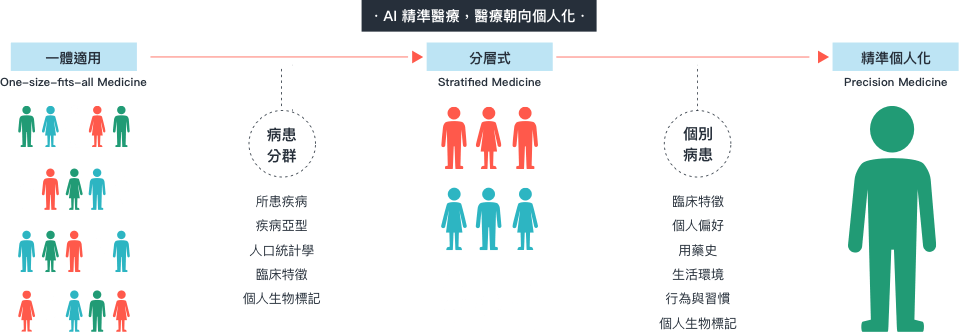 · AI 精準醫療，醫療朝向個人化 ·
一體適用
One-size-fits-all Medicine
分層式
Stratified Medicine
精準個人化
Precision Medicine
病患
分群
所患疾病
疾病亞型
人口統計學
臨床特徵
個人生物標記
個別
病患
臨床特徵
個人偏好
用藥史
生活環境
行為與習慣
個人生物標記